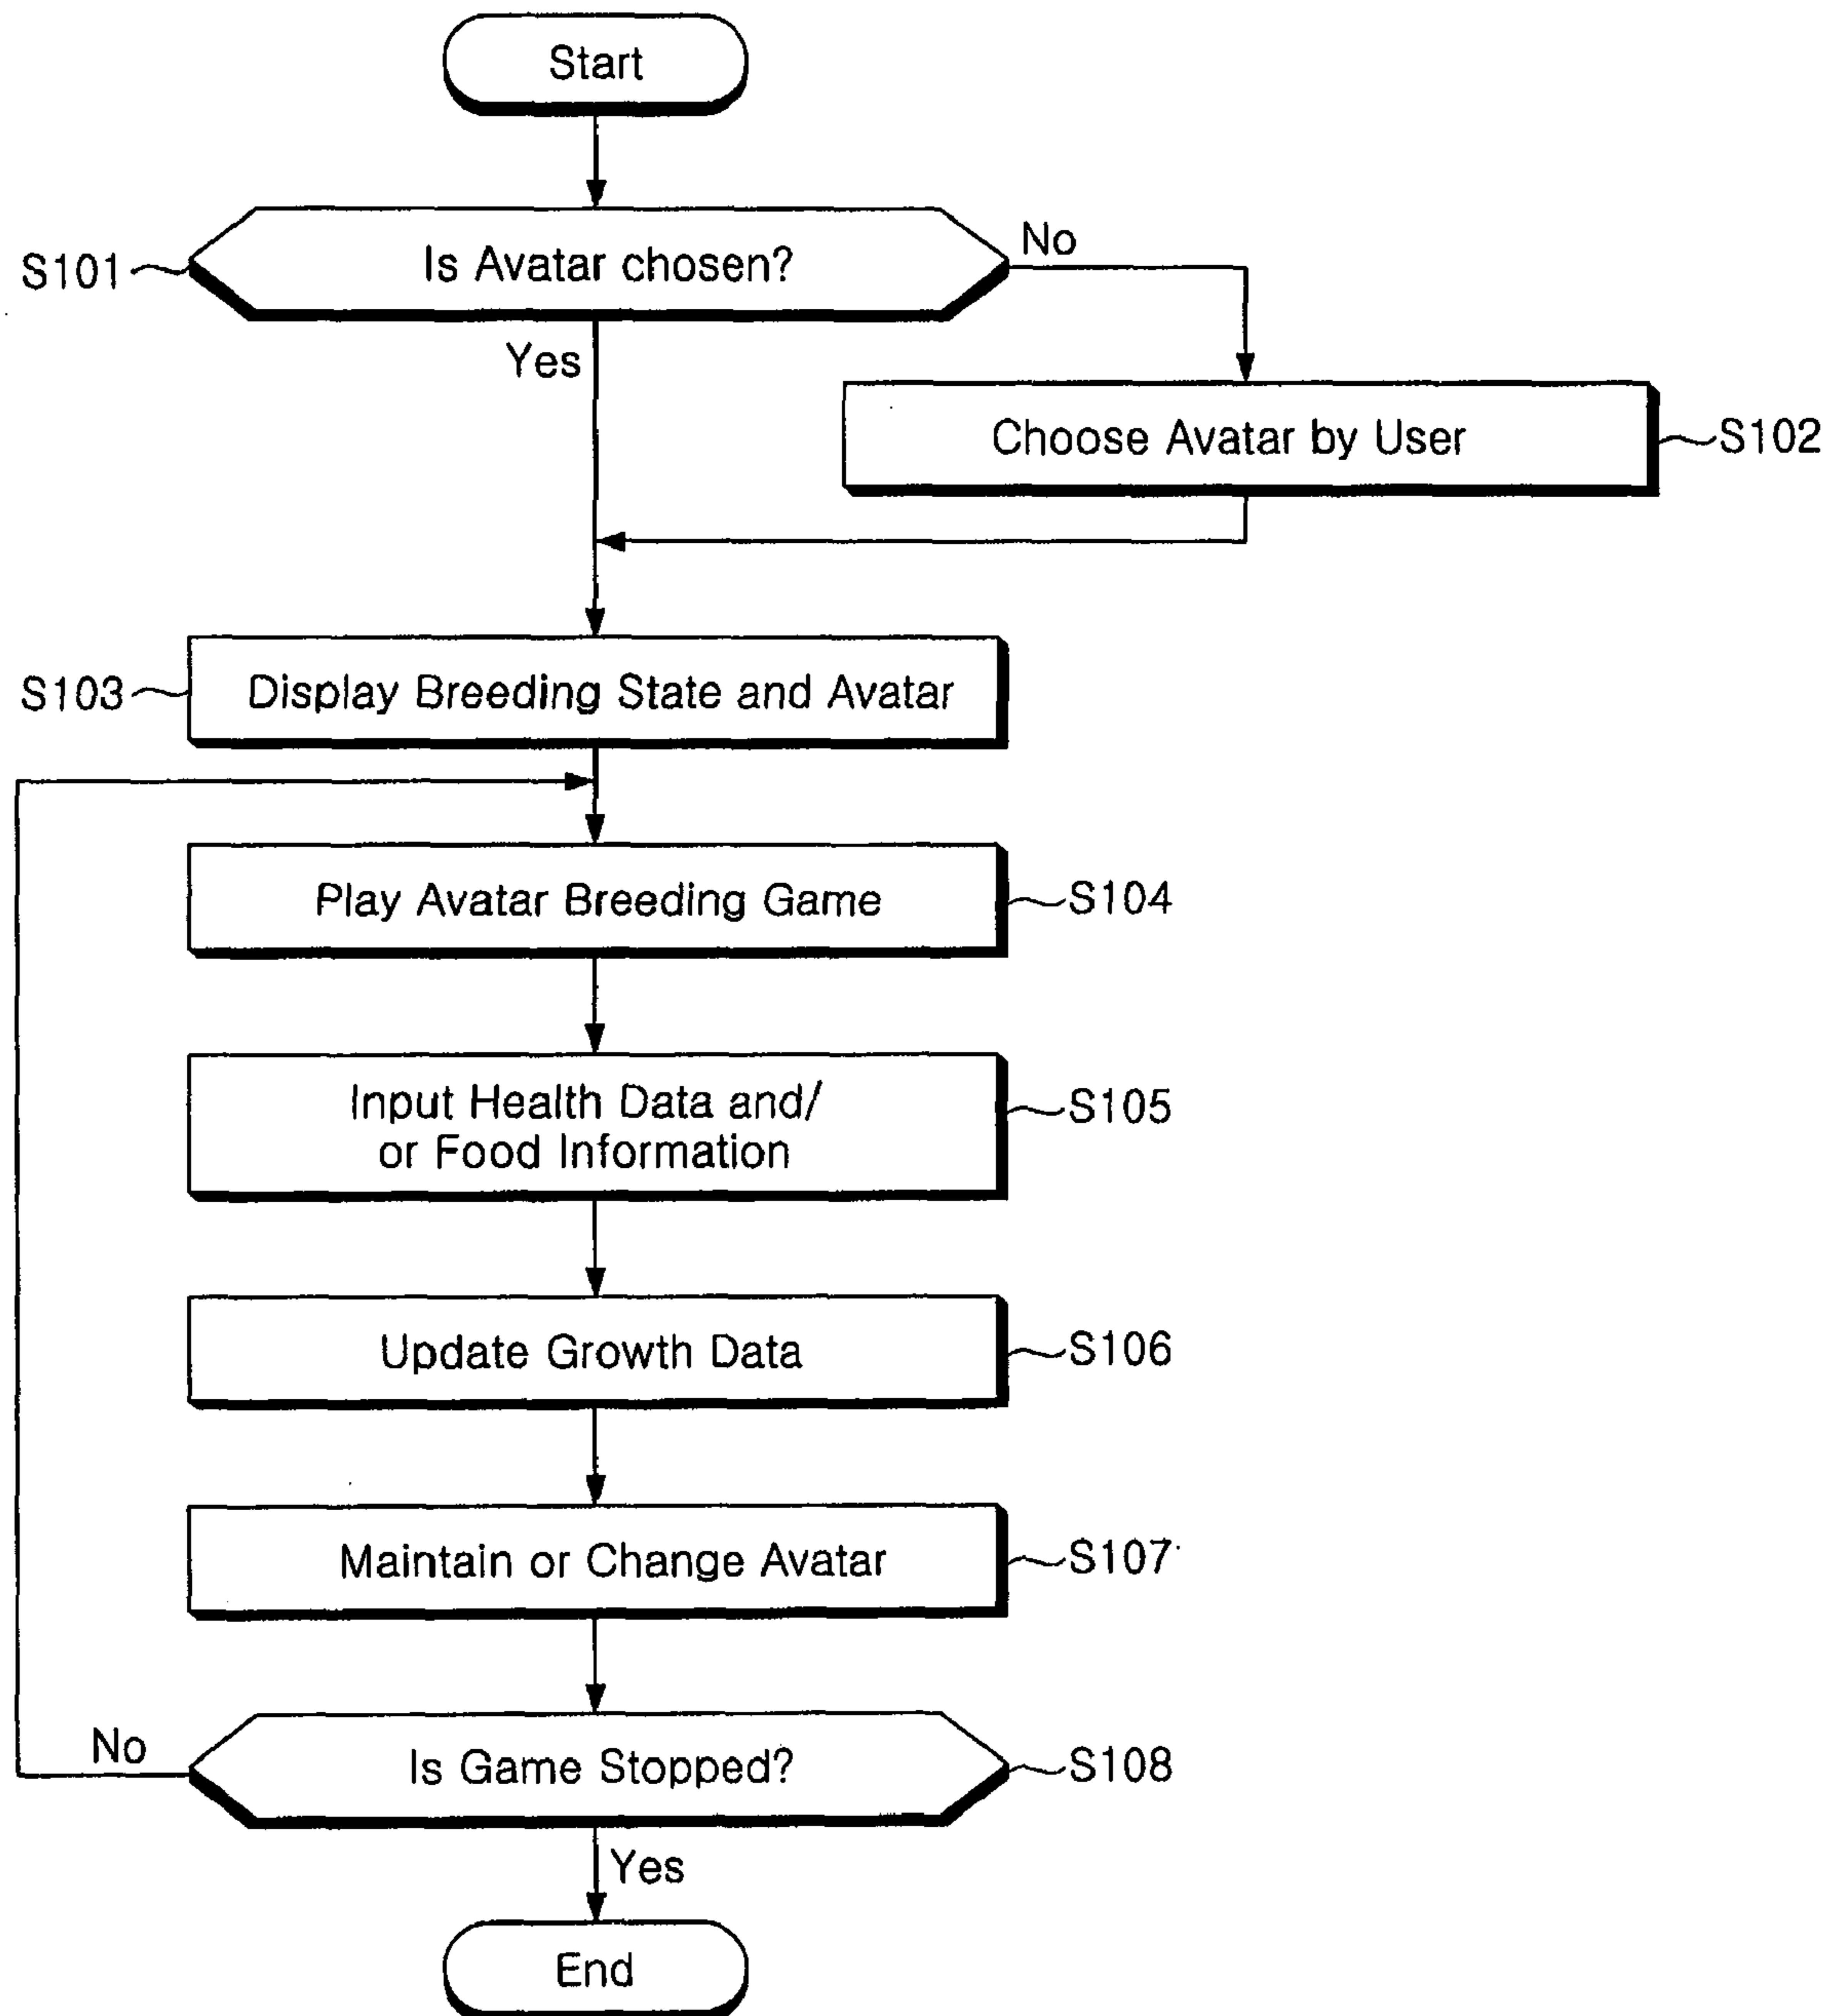 Start
S101
Is Avatar chosen?
No
Yes
Choose Avatar by User
S102
S103
Display Breeding State and Avatar
Play Avatar Breeding Game
S104
Input Health Data and/
or Food Information
S105
Update Growth Data
S106
Maintain or Change Avatar
S107
No
Is Game Stopped?
S108
Yes
End